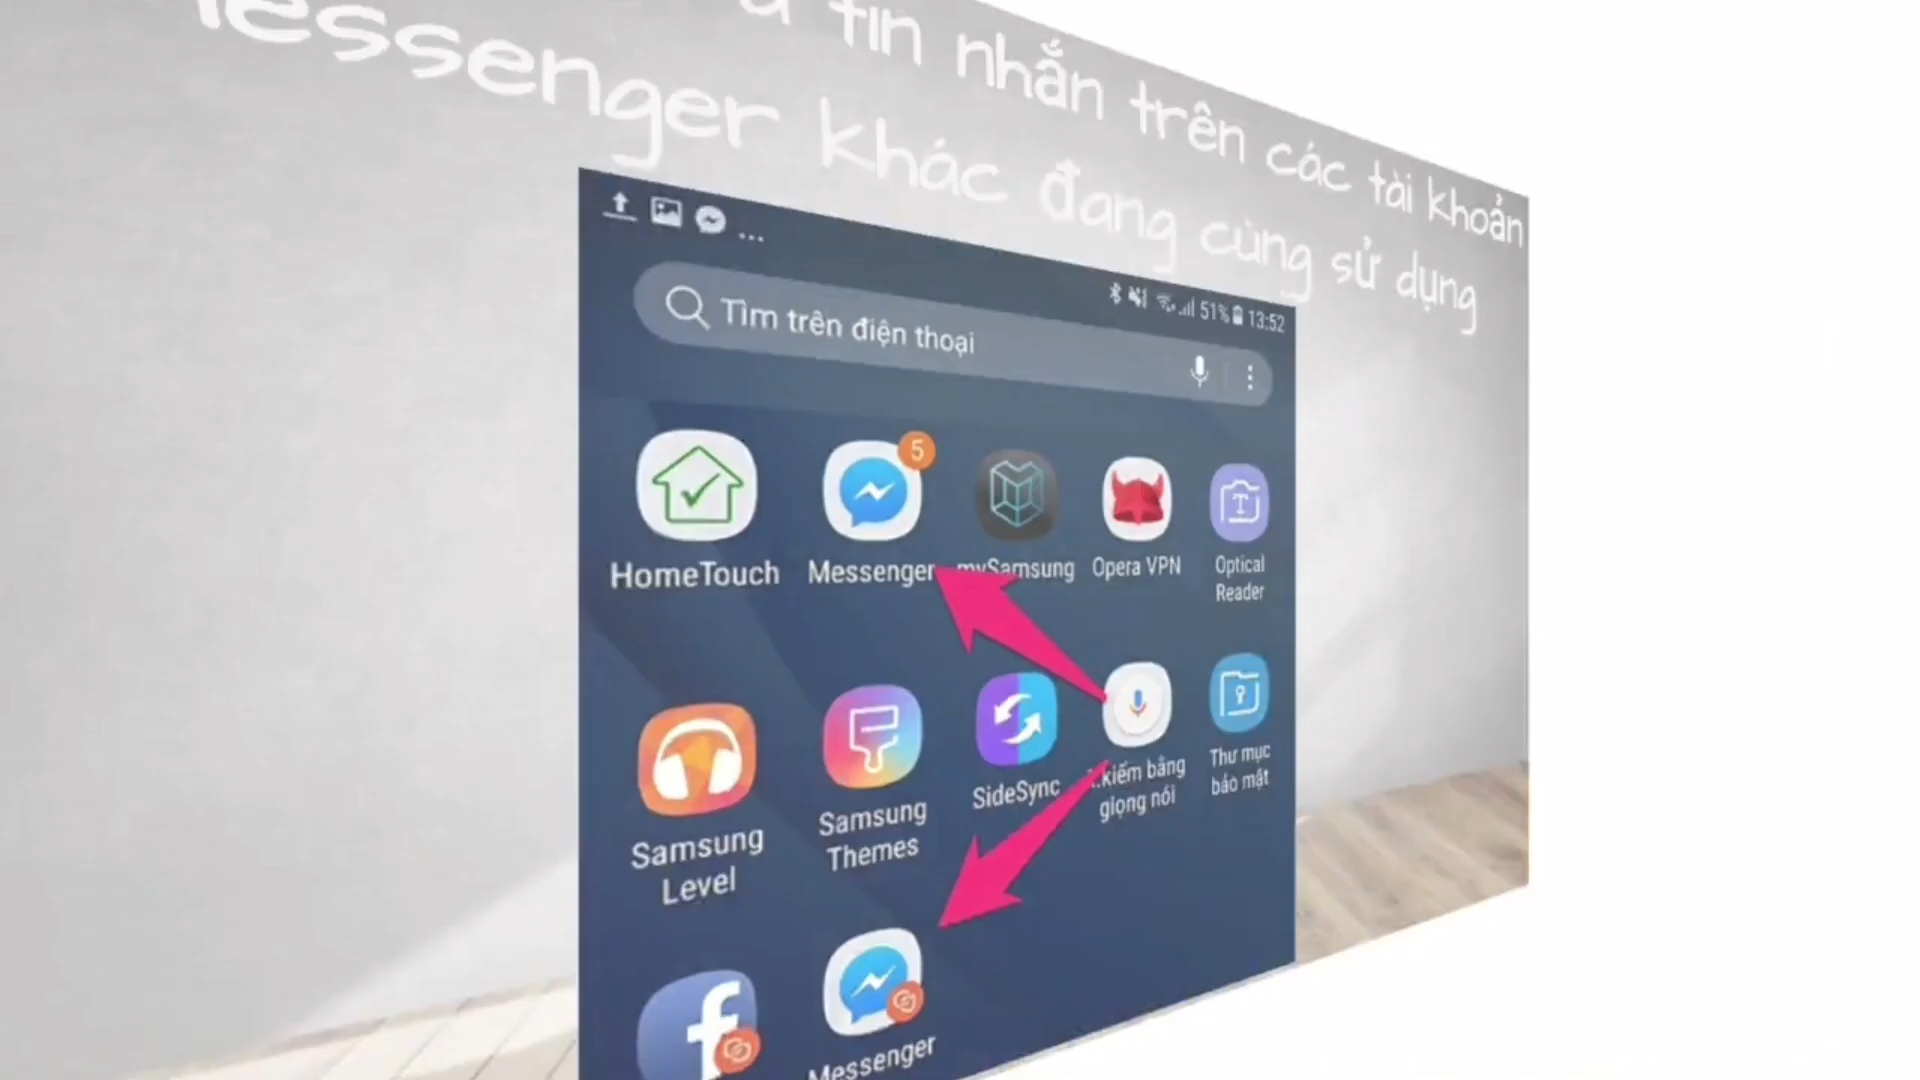 tin nhắn trên các tài khoản
khác đang cùng sử dụng
51% 13:52
Tìm trên điện thoại
5
HomeTouch
Messenger
mySamsung
Opera VPN
Optical
Reader
Samsung
Level
Samsung
Themes
SideSync
kiếm bằng
giọng nói
Thư mục
bảo mật
Messenger